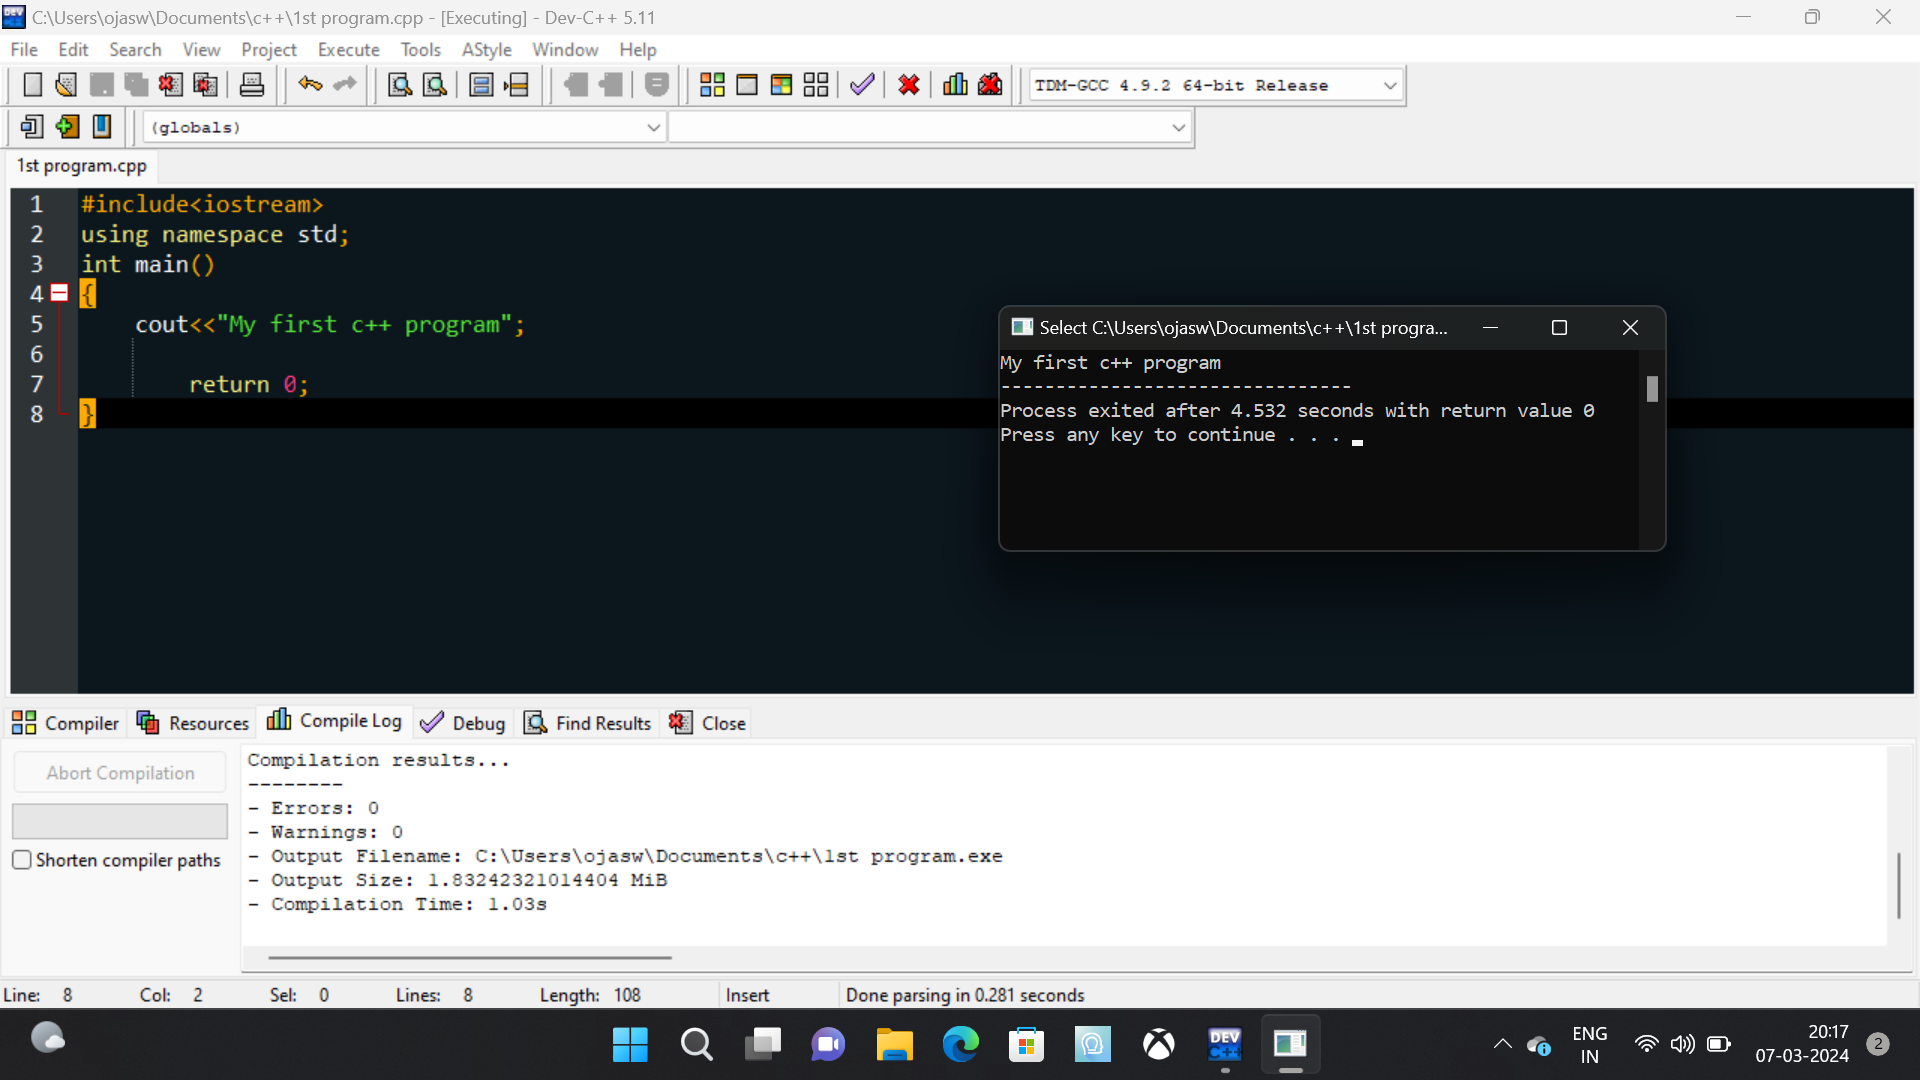 C:\Users\ojasw\Documents\c++\1st program.cpp - [Executing] - Dev-C++ 5.11
File Edit Search View Project Execute Tools AStyle Window Help
TDM-GCC 4.9.2 64-bit Release
(globals)
1st program.cpp
1 #include<iostream>
2 using namespace std;
3 int main()
4 {
5 cout<<"My first c++ program";
6
7 return 0;
8 }
Select C:\Users\ojasw\Documents\c++\1st progra...
My first c++ program
--------------------------------
Process exited after 4.532 seconds with return value 0
Press any key to continue . . .
Compiler Resources Compile Log Debug Find Results Close
Abort Compilation
Shorten compiler paths
Compilation results...
--------
- Errors: 0
- Warnings: 0
- Output Filename: C:\Users\ojasw\Documents\c++\1st program.exe
- Output Size: 1.83242321014404 MiB
- Compilation Time: 1.03s
Line: 8 Col: 2 Sel: 0 Lines: 8 Length: 108 Insert Done parsing in 0.281 seconds
DEV
C++
ENG
IN
20:17
07-03-2024
2